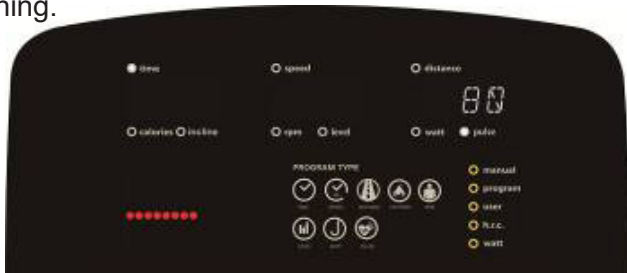 ning.
time speed distance
80
calories incline rpm level watt pulse
PROGRAM TYPE
manual
program
user
h.r.c.
watt